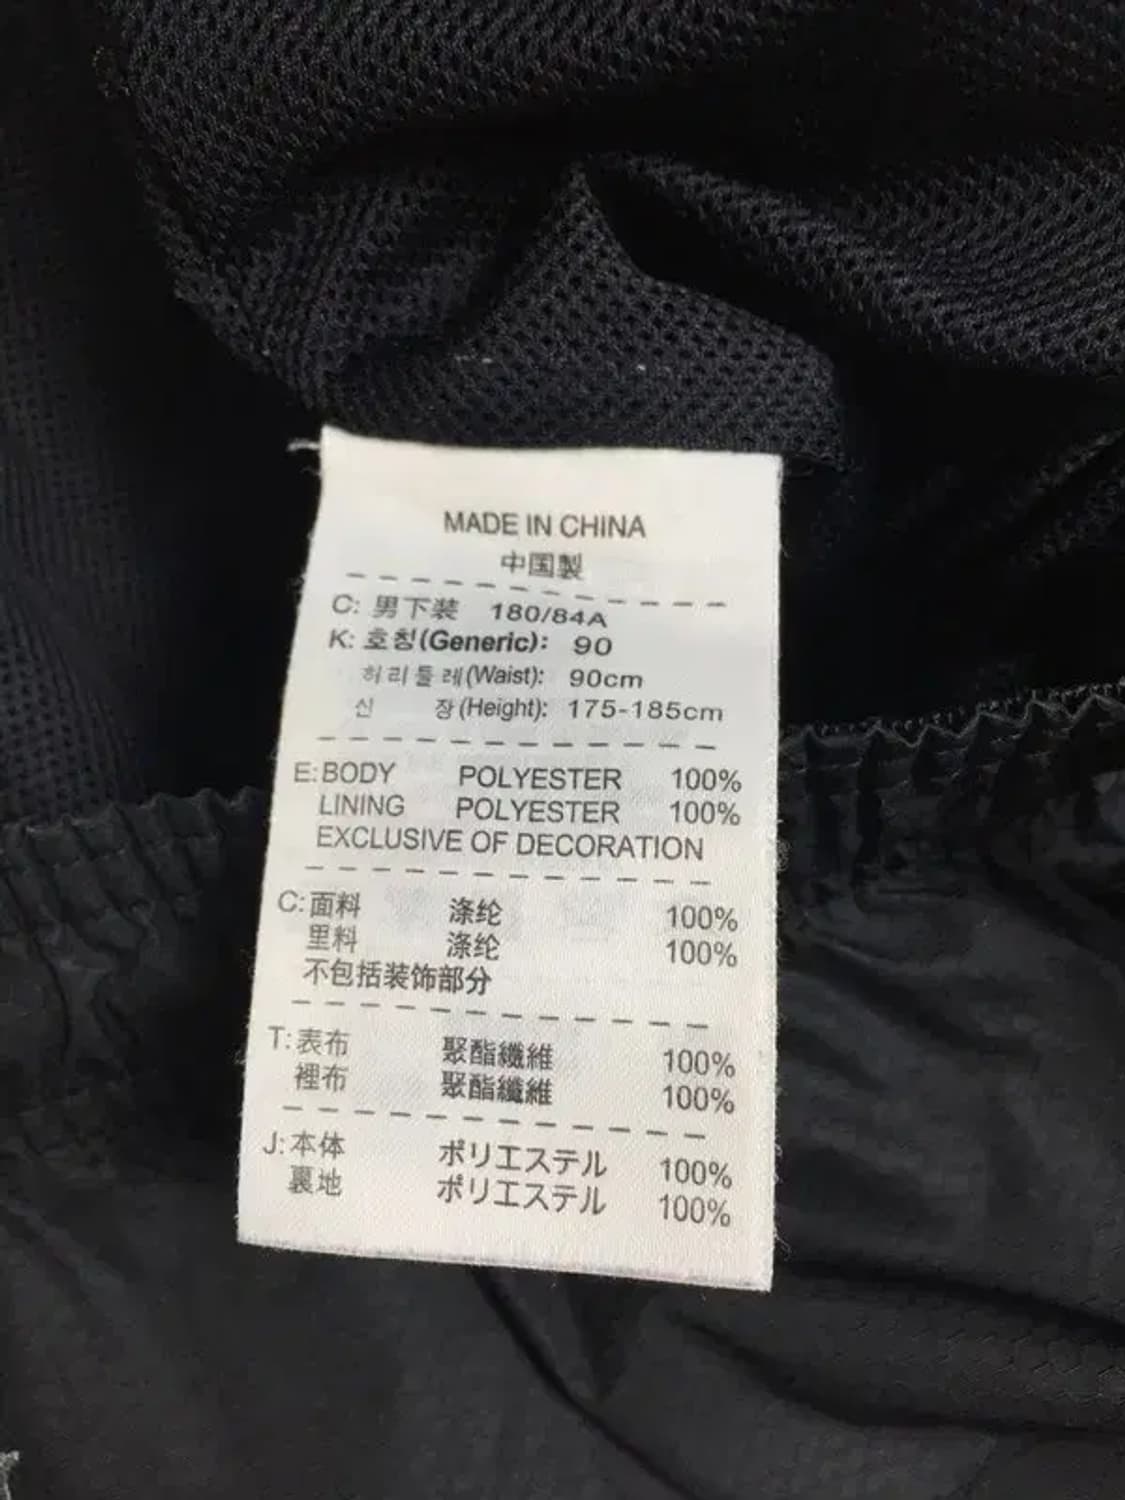 MADE IN CHINA
中国製
C: 男下装 180/84A
K: 호칭(Generic): 90
허리둘레(Waist): 90cm
신 장(Height): 175-185cm
E: BODY POLYESTER 100%
LINING POLYESTER 100%
EXCLUSIVE OF DECORATION
C: 面料 涤纶 100%
里料 涤纶 100%
不包括装饰部分
T: 表布 聚酯纖維 100%
裡布 聚酯纖維 100%
J: 本体 ポリエステル 100%
裏地 ポリエステル 100%